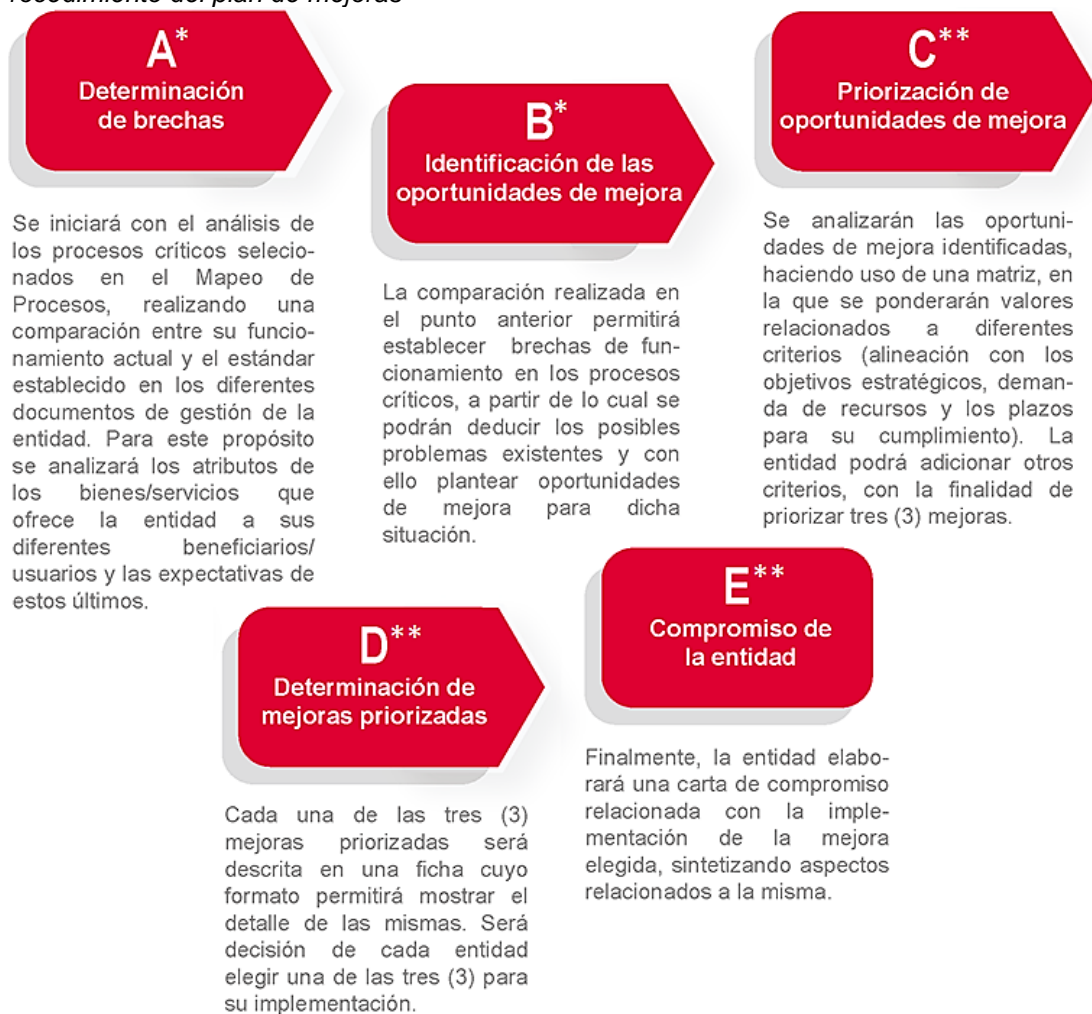 rocedimiento del plan de mejoras
A*
Determinación
de brechas
Se iniciará con el análisis de
los procesos críticos selecio-
nados en el Mapeo de
Procesos, realizando una
comparación entre su funcio-
namiento actual y el estándar
establecido en los diferentes
documentos de gestión de la
entidad. Para este propósito
se analizará los atributos de
los bienes/servicios que
ofrece la entidad a sus
diferentes beneficiarios/
usuarios y las expectativas de
estos últimos.
B*
Identificación de las
oportunidades de mejora
La comparación realizada en
el punto anterior permitirá
establecer brechas de fun-
cionamiento en los procesos
críticos, a partir de lo cual se
podrán deducir los posibles
problemas existentes y con
ello plantear oportunidades
de mejora para dicha
situación.
C**
Priorización de
oportunidades de mejora
Se analizarán las oportuni-
dades de mejora identificadas,
haciendo uso de una matriz, en
la que se ponderarán valores
relacionados a diferentes
criterios (alineación con los
objetivos estratégicos, deman-
da de recursos y los plazos
para su cumplimiento). La
entidad podrá adicionar otros
criterios, con la finalidad de
priorizar tres (3) mejoras.
D**
Determinación de
mejoras priorizadas
Cada una de las tres (3)
mejoras priorizadas será
descrita en una ficha cuyo
formato permitirá mostrar el
detalle de las mismas. Será
decisión de cada entidad
elegir una de las tres (3) para
su implementación.
E**
Compromiso de
la entidad
Finalmente, la entidad elabo-
rará una carta de compromiso
relacionada con la imple-
mentación de la mejora
elegida, sintetizando aspectos
relacionados a la misma.